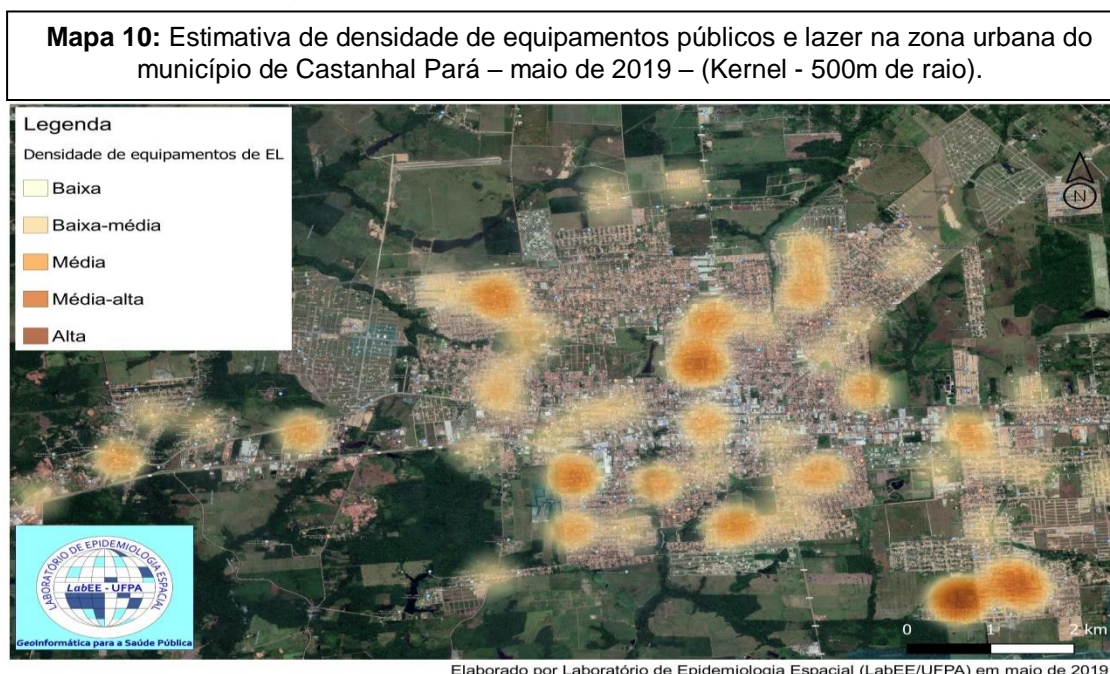 Mapa 10: Estimativa de densidade de equipamentos públicos e lazer na zona urbana do
município de Castanhal Pará – maio de 2019 – (Kernel - 500m de raio).
Legenda
Densidade de equipamentos de EL
Baixa
Baixa-média
Média
Média-alta
Alta
N
LABORATÓRIO DE EPIDEMIOLOGIA ESPACIAL
LabEE - UFPA
GeoInformática para a Saúde Pública
0 1 2 km
Elaborado por Laboratório de Epidemiologia Espacial (LabEE/UFPA) em maio de 2019